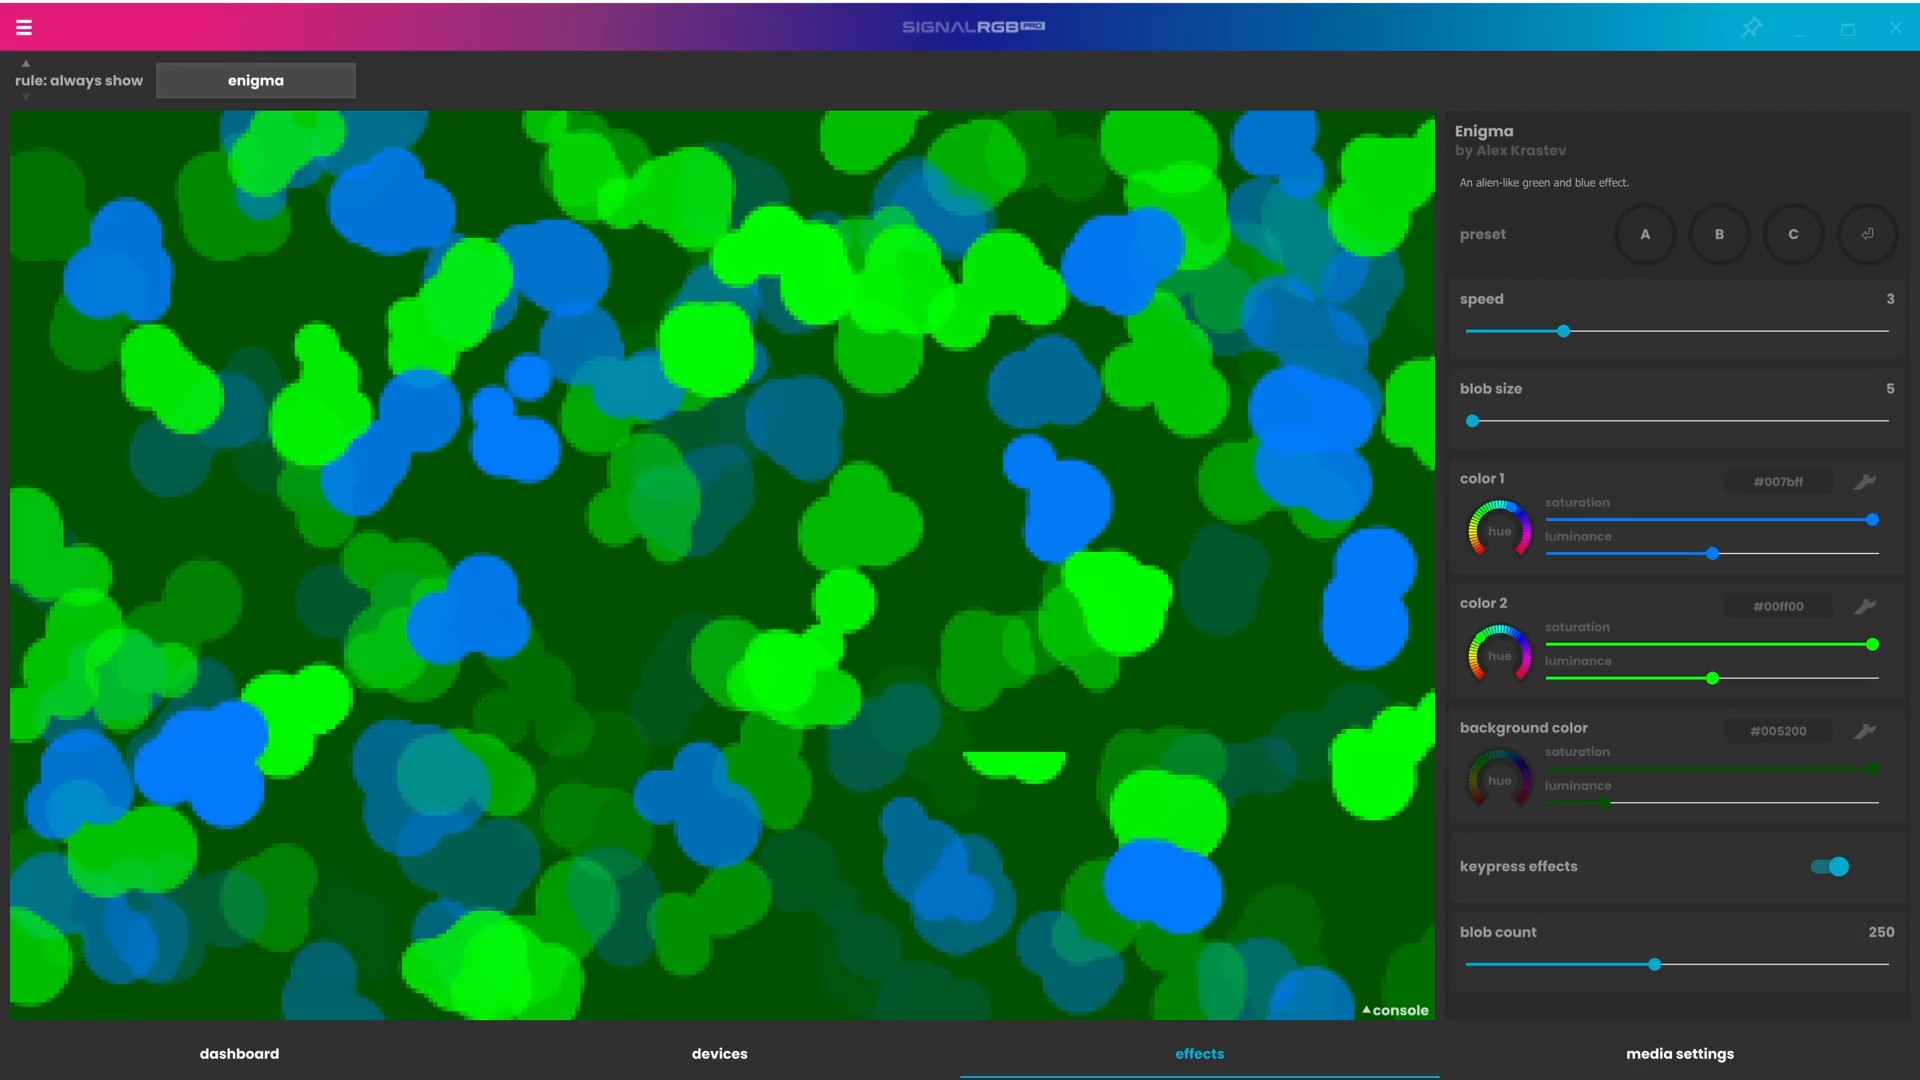 SIGNALRGB PRO
rule: always show
enigma
Enigma
by Alex Krastev
An alien-like green and blue effect.
preset
A
B
C
speed
3
blob size
5
color 1
#007bff
saturation
hue
luminance
color 2
#00ff00
saturation
hue
luminance
background color
#005200
saturation
hue
luminance
keypress effects
blob count
250
console
dashboard
devices
effects
media settings